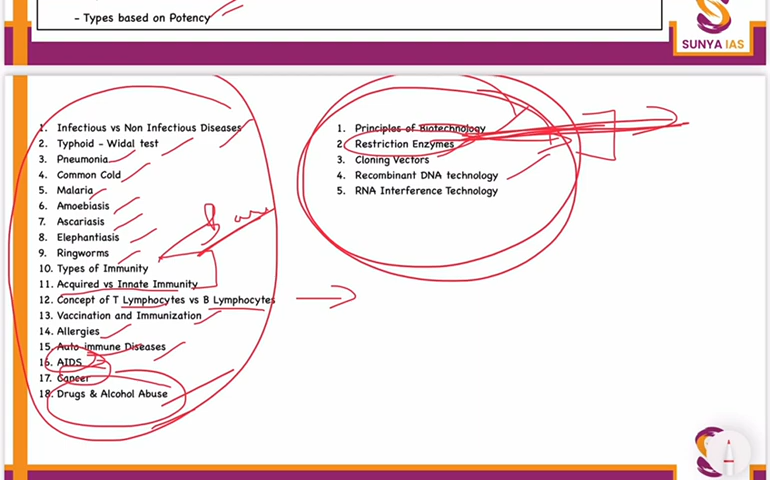 - Types based on Potency
SUNYA IAS
1. Infectious vs Non Infectious Diseases
2. Typhoid - Widal test
3. Pneumonia
4. Common Cold
5. Malaria
6. Amoebiasis
7. Ascariasis
8. Elephantiasis
9. Ringworms
10. Types of Immunity
11. Acquired vs Innate Immunity
12. Concept of T Lymphocytes vs B Lymphocytes
13. Vaccination and Immunization
14. Allergies
15. Auto-immune Diseases
16. AIDS
17. Cancer
18. Drugs & Alcohol Abuse
1. Principles of Biotechnology
2. Restriction Enzymes
3. Cloning Vectors
4. Recombinant DNA technology
5. RNA Interference Technology